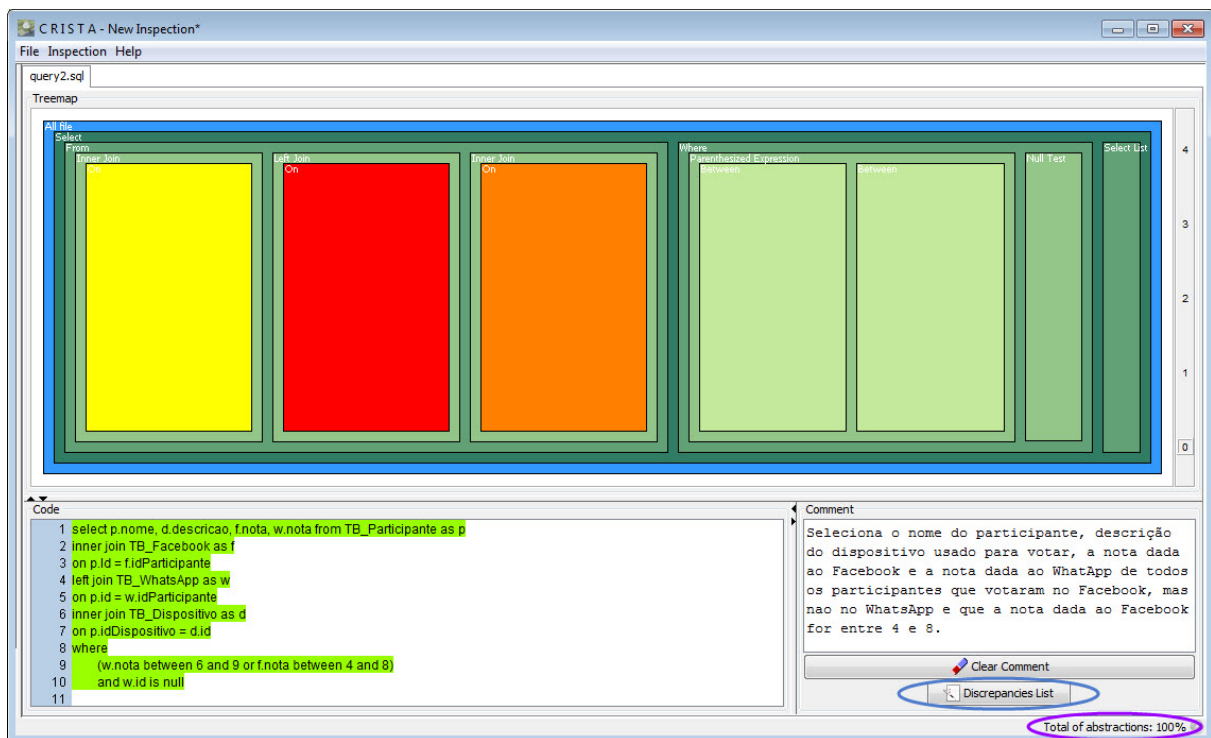 C R I S T A - New Inspection*
File Inspection Help
query2.sql
Treemap
All file
Select
From
Where
Select List
Inner Join
Left Join
Inner Join
Parenthesized Expression
Null Test
On
On
On
Between
Between
4
3
2
1
0
Code
1 select p.nome, d.descricao, f.nota, w.nota from TB_Participante as p
2 inner join TB_Facebook as f
3 on p.Id = f.idParticipante
4 left join TB_WhatsApp as w
5 on p.id = w.idParticipante
6 inner join TB_Dispositivo as d
7 on p.idDispositivo = d.id
8 where
9 (w.nota between 6 and 9 or f.nota between 4 and 8)
10 and w.id is null
11
Comment
Seleciona o nome do participante, descrição
do dispositivo usado para votar, a nota dada
ao Facebook e a nota dada ao WhatApp de todos
os participantes que votaram no Facebook, mas
nao no WhatsApp e que a nota dada ao Facebook
for entre 4 e 8.
Clear Comment
Discrepancies List
Total of abstractions: 100%